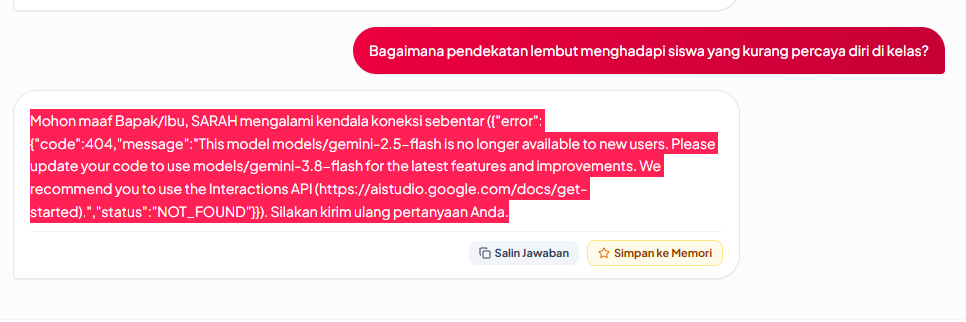 Bagaimana pendekatan lembut menghadapi siswa yang kurang percaya diri di kelas?
Mohon maaf Bapak/Ibu, SARAH mengalami kendala koneksi sebentar ({"error":
{"code":404,"message":"This model models/gemini-2.5-flash is no longer available to new users. Please
update your code to use models/gemini-3.8-flash for the latest features and improvements. We
recommend you to use the Interactions API (https://aistudio.google.com/docs/get-
started).","status":"NOT_FOUND"}}). Silakan kirim ulang pertanyaan Anda.
Salin Jawaban
Simpan ke Memori